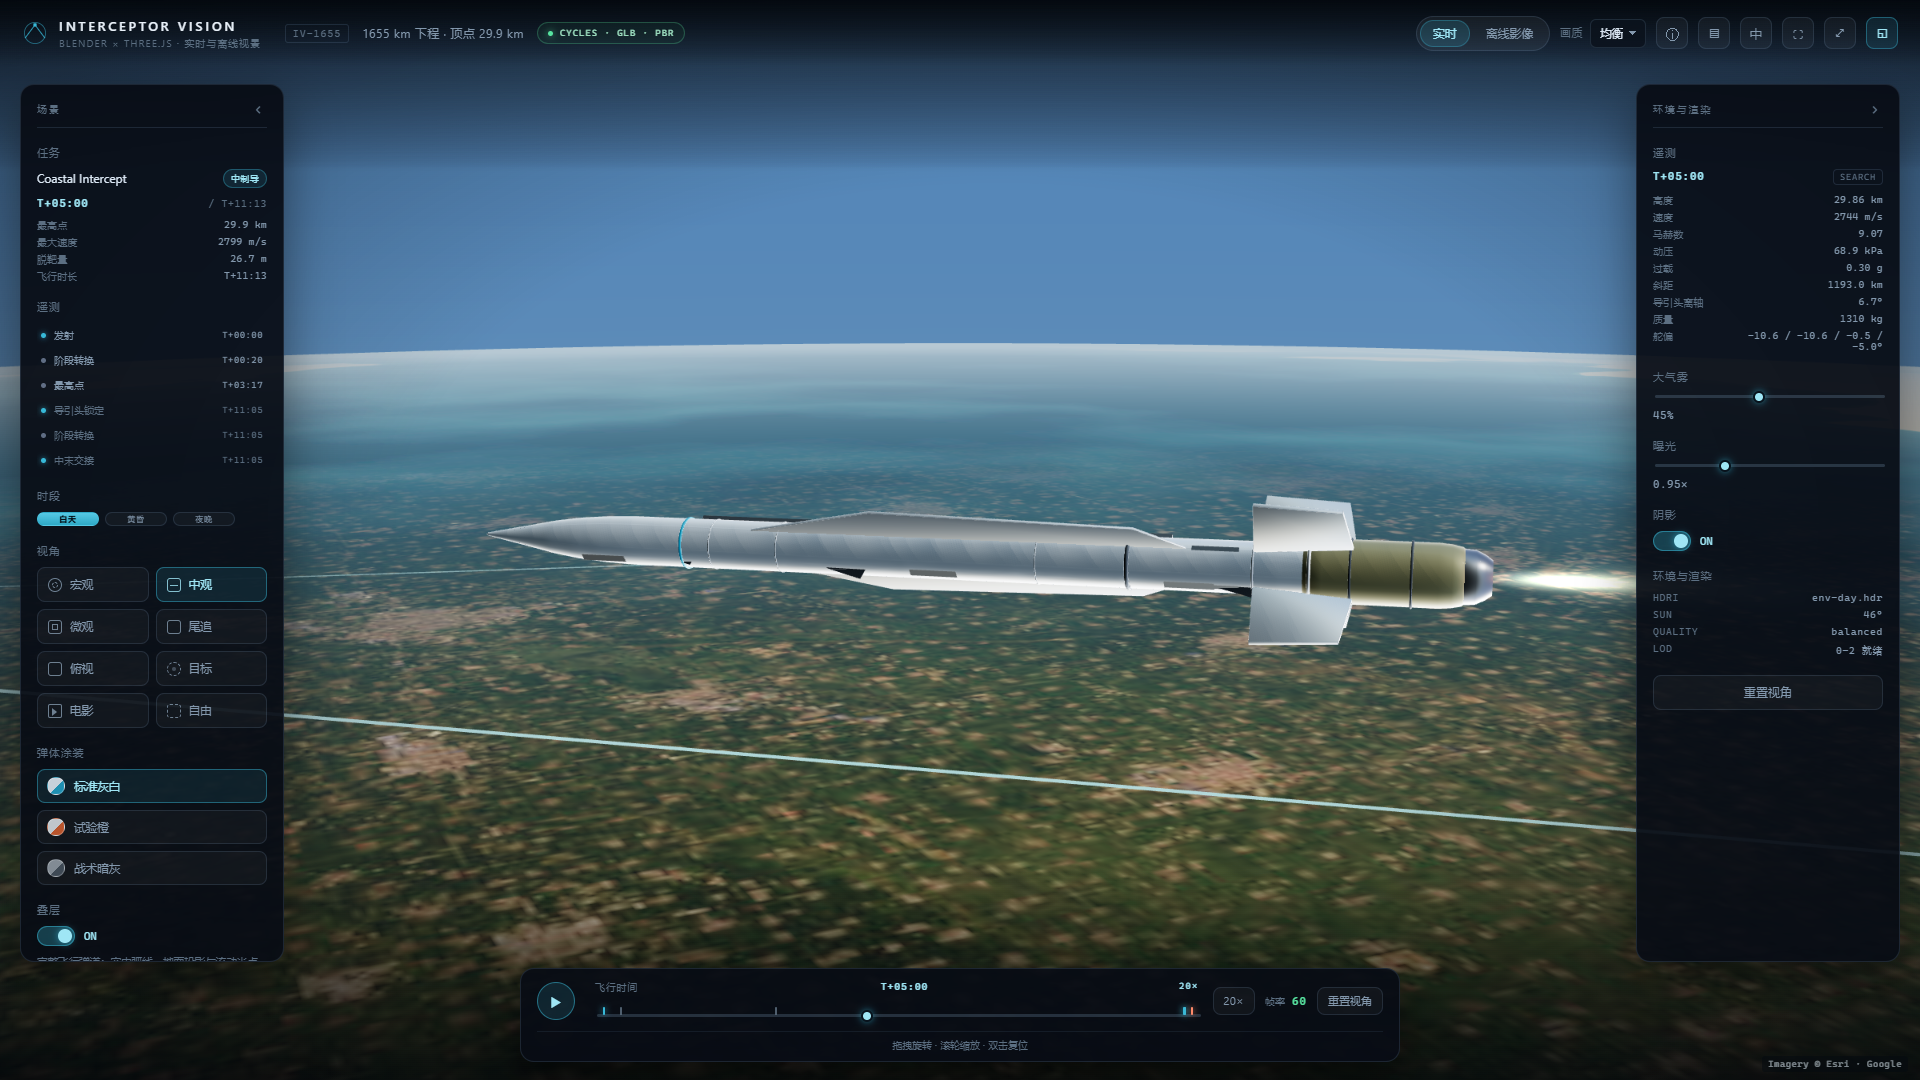 INTERCEPTOR VISION
BLENDER × THREE.JS · 实时与离线视景
IV-1655
1655 km 下程 · 顶点 29.9 km
CYCLES · GLB · PBR
实时
离线影像
画质
均衡
中
场景
任务
Coastal Intercept
中制导
T+05:00
/ T+11:13
最高点
29.9 km
最大速度
2799 m/s
脱靶量
26.7 m
飞行时长
T+11:13
遥测
发射
T+00:00
阶段转换
T+00:20
最高点
T+03:17
导引头锁定
T+11:05
阶段转换
T+11:05
中末交接
T+11:05
时段
白天
黄昏
夜晚
视角
宏观
中观
微观
尾追
俯视
目标
电影
自由
弹体涂装
标准灰白
试验橙
战术暗灰
叠层
ON
环境与渲染
遥测
T+05:00
SEARCH
高度
29.86 km
速度
2744 m/s
马赫数
9.07
动压
68.9 kPa
过载
0.30 g
斜距
1193.0 km
导引头离轴
6.7°
质量
1310 kg
舵偏
-10.6 / -10.6 / -0.5 /
-5.0°
大气雾
45%
曝光
0.95×
阴影
ON
环境与渲染
HDRI
env-day.hdr
SUN
46°
QUALITY
balanced
LOD
0-2 就绪
重置视角
飞行时间
T+05:00
20×
20×
帧率 60
重置视角
拖拽旋转 · 滚轮缩放 · 双击复位
Imagery © Esri · Google